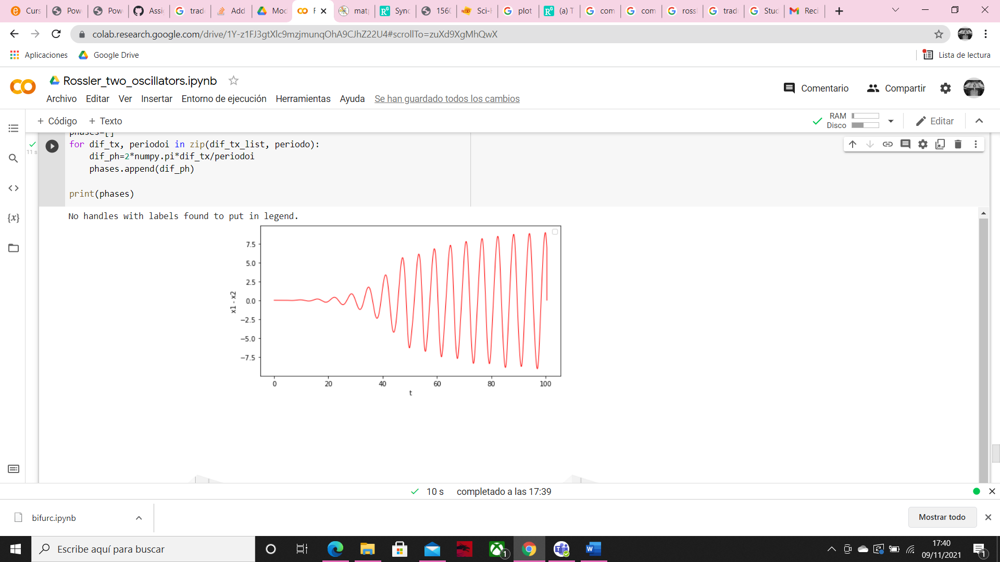 Curs
Pow
Pow
Assi
trad
Add
Mod
F
mat
Sync
1560
Sci-H
plot
(a) T
com
com
ross
trad
Stud
Reci
colab.research.google.com/drive/1Y-z1FJ3gtXlc9mzjmunqOhA9CJhZ22U4#scrollTo=zuXd9XgMhQwX
Aplicaciones
Google Drive
Lista de lectura
Rossler_two_oscillators.ipynb
Archivo Editar Ver Insertar Entorno de ejecución Herramientas Ayuda Se han guardado todos los cambios
Comentario
Compartir
+ Código + Texto
RAM
Disco
Editar
11 s
phases=[]
for dif_tx, periodoi in zip(dif_tx_list, periodo):
    dif_ph=2*numpy.pi*dif_tx/periodoi
    phases.append(dif_ph)
print(phases)
{x}
No handles with labels found to put in legend.
7.5
5.0
2.5
0.0
−2.5
−5.0
−7.5
x1 - x2
0 20 40 60 80 100
t
10 s completado a las 17:39
bifurc.ipynb
Mostrar todo
Escribe aquí para buscar
1
17:40
09/11/2021
1